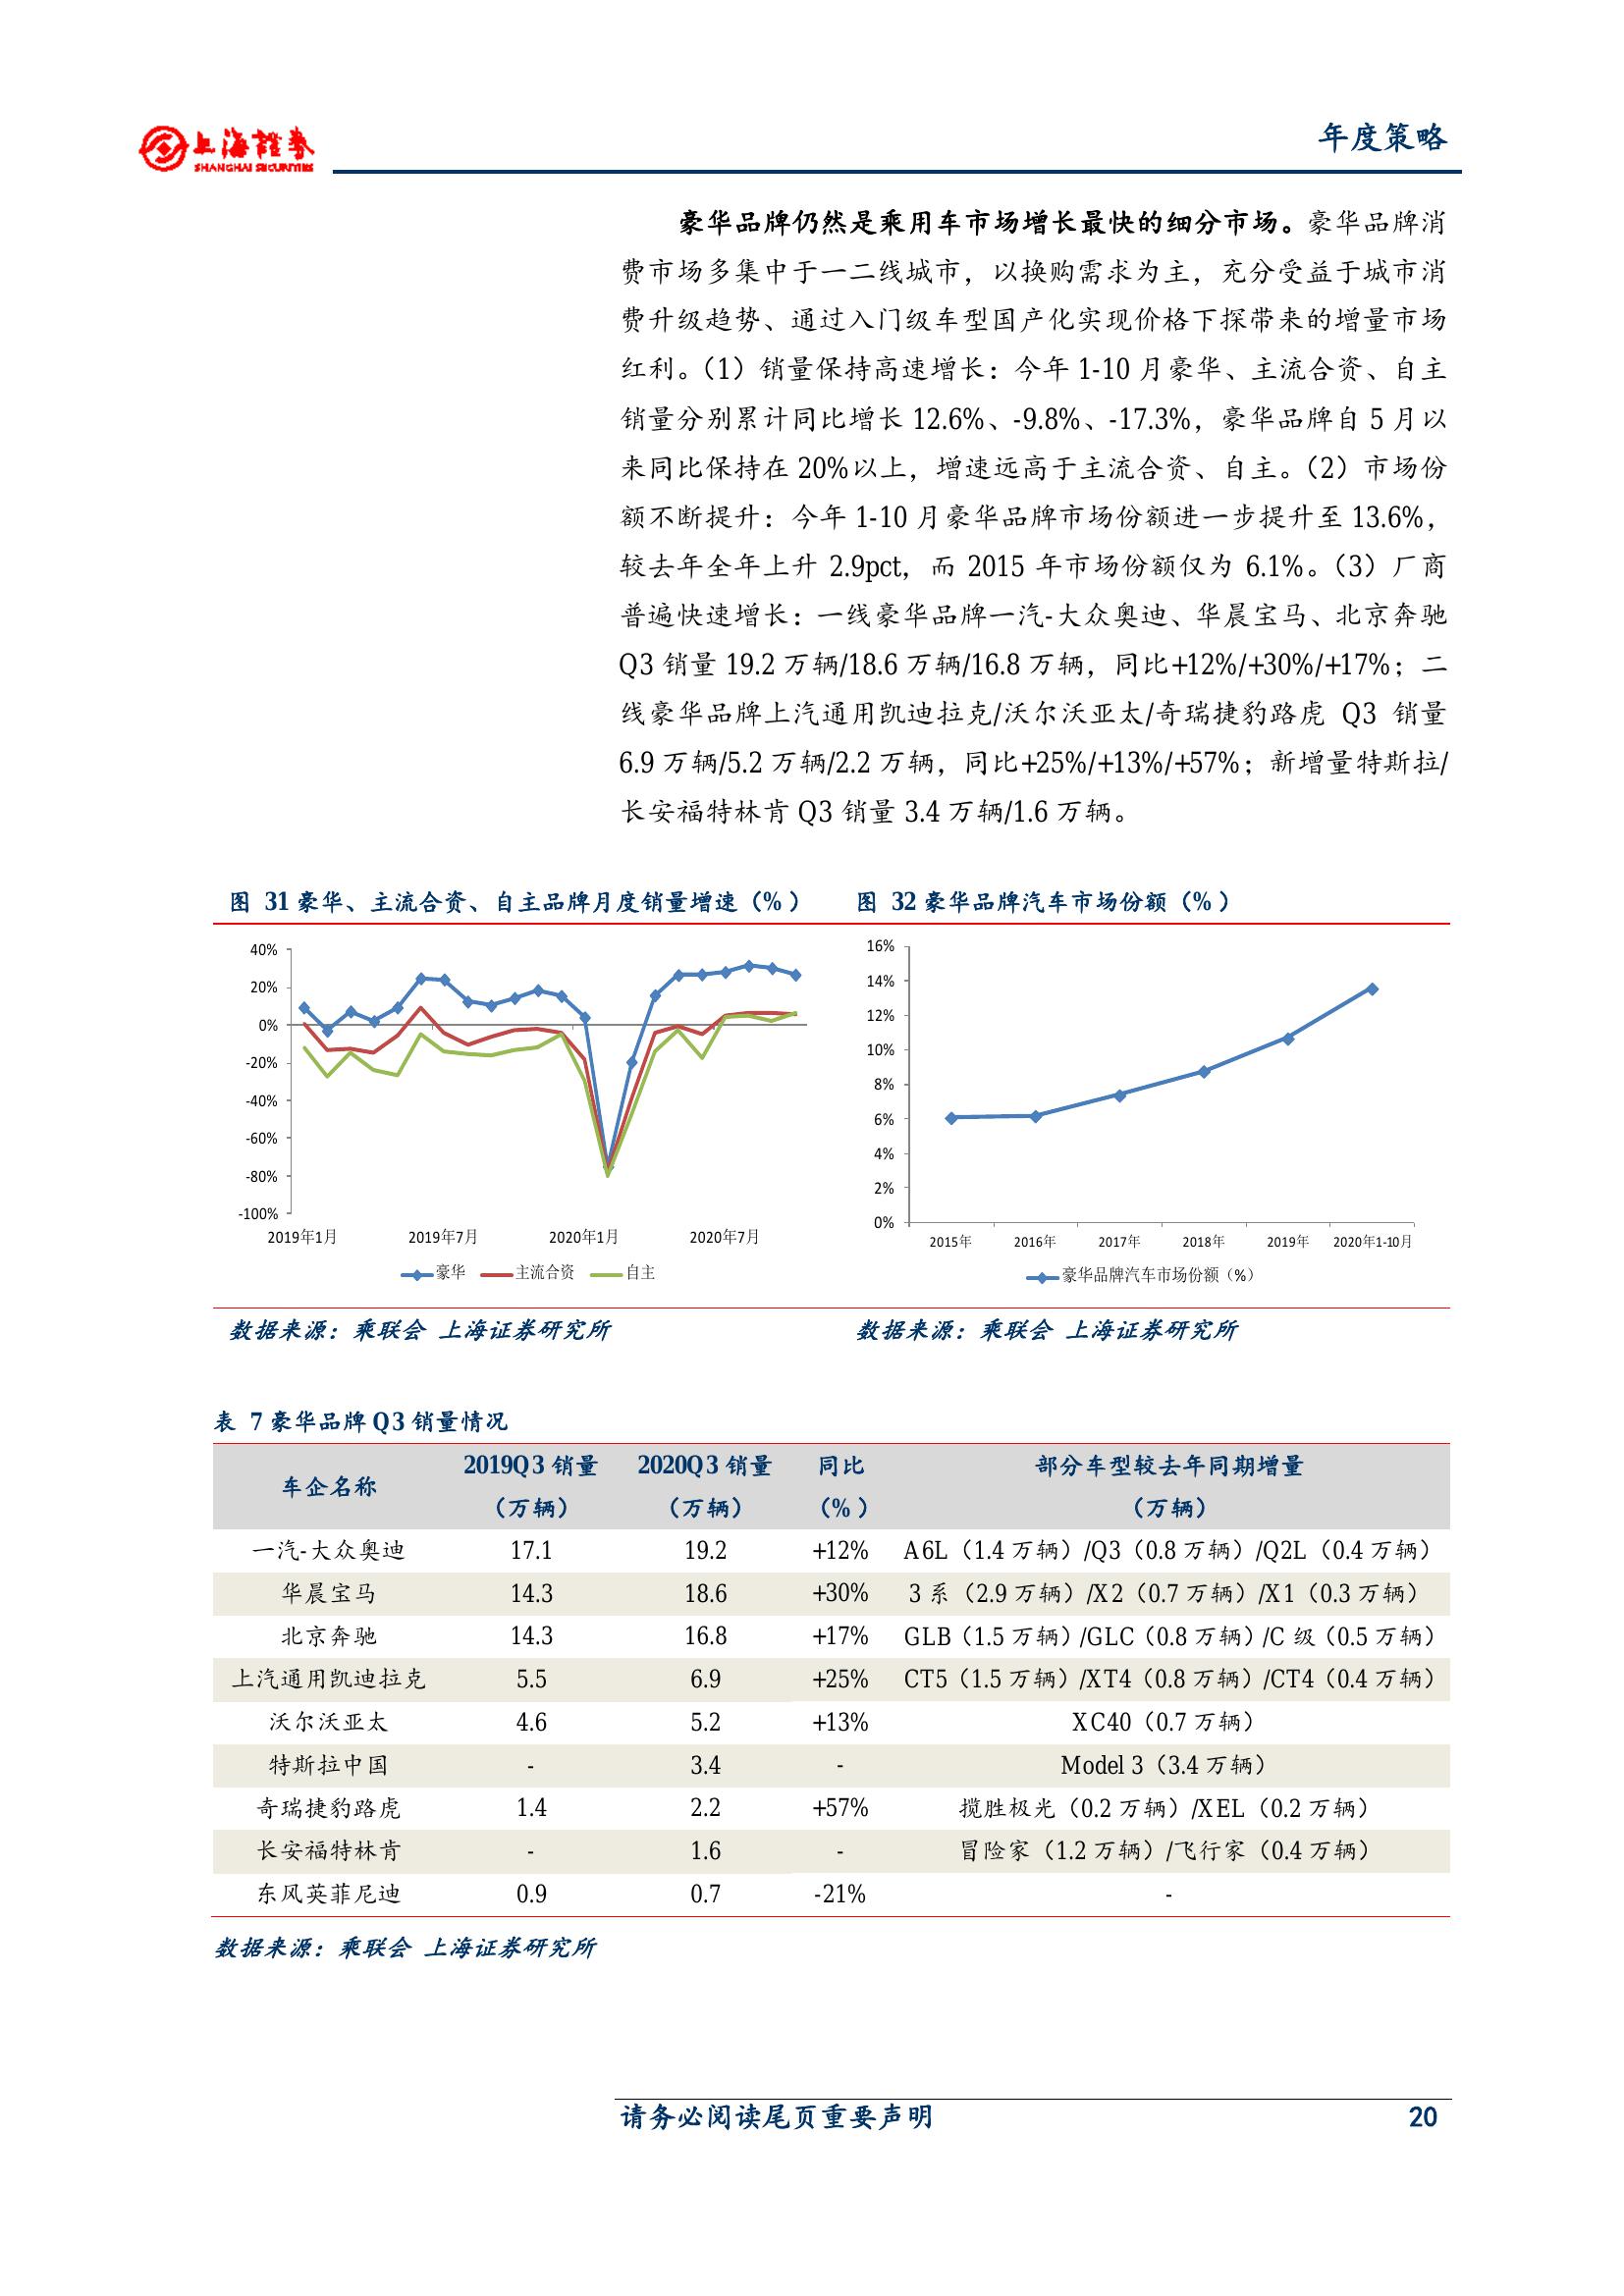 上海證券
SHANGHAI SECURITIES
年度策略
豪华品牌仍然是乘用车市场增长最快的细分市场。豪华品牌消
费市场多集中于一二线城市，以换购需求为主，充分受益于城市消
费升级趋势、通过入门级车型国产化实现价格下探带来的增量市场
红利。（1）销量保持高速增长：今年 1-10 月豪华、主流合资、自主
销量分别累计同比增长 12.6%、-9.8%、-17.3%，豪华品牌自 5 月以
来同比保持在 20%以上，增速远高于主流合资、自主。（2）市场份
额不断提升：今年 1-10 月豪华品牌市场份额进一步提升至 13.6%，
较去年全年上升 2.9pct，而 2015 年市场份额仅为 6.1%。（3）厂商
普遍快速增长：一线豪华品牌一汽-大众奥迪、华晨宝马、北京奔驰
Q3 销量 19.2 万辆/18.6 万辆/16.8 万辆，同比+12%/+30%/+17%；二
线豪华品牌上汽通用凯迪拉克/沃尔沃亚太/奇瑞捷豹路虎 Q3 销量
6.9 万辆/5.2 万辆/2.2 万辆，同比+25%/+13%/+57%；新增量特斯拉/
长安福特林肯 Q3 销量 3.4 万辆/1.6 万辆。
图 31 豪华、主流合资、自主品牌月度销量增速（%）
40%
20%
0%
-20%
-40%
-60%
-80%
-100%
2019年1月 2019年7月 2020年1月 2020年7月
豪华 主流合资 自主
数据来源：乘联会 上海证券研究所
图 32 豪华品牌汽车市场份额（%）
16%
14%
12%
10%
8%
6%
4%
2%
0%
2015年 2016年 2017年 2018年 2019年 2020年1-10月
豪华品牌汽车市场份额（%）
数据来源：乘联会 上海证券研究所
表 7 豪华品牌 Q3 销量情况
车企名称 2019Q3 销量（万辆） 2020Q3 销量（万辆） 同比（%） 部分车型较去年同期增量（万辆）
一汽-大众奥迪 17.1 19.2 +12% A6L（1.4 万辆）/Q3（0.8 万辆）/Q2L（0.4 万辆）
华晨宝马 14.3 18.6 +30% 3 系（2.9 万辆）/X2（0.7 万辆）/X1（0.3 万辆）
北京奔驰 14.3 16.8 +17% GLB（1.5 万辆）/GLC（0.8 万辆）/C 级（0.5 万辆）
上汽通用凯迪拉克 5.5 6.9 +25% CT5（1.5 万辆）/XT4（0.8 万辆）/CT4（0.4 万辆）
沃尔沃亚太 4.6 5.2 +13% XC40（0.7 万辆）
特斯拉中国 - 3.4 - Model 3（3.4 万辆）
奇瑞捷豹路虎 1.4 2.2 +57% 揽胜极光（0.2 万辆）/XEL（0.2 万辆）
长安福特林肯 - 1.6 - 冒险家（1.2 万辆）/飞行家（0.4 万辆）
东风英菲尼迪 0.9 0.7 -21% -
数据来源：乘联会 上海证券研究所
请务必阅读尾页重要声明 20